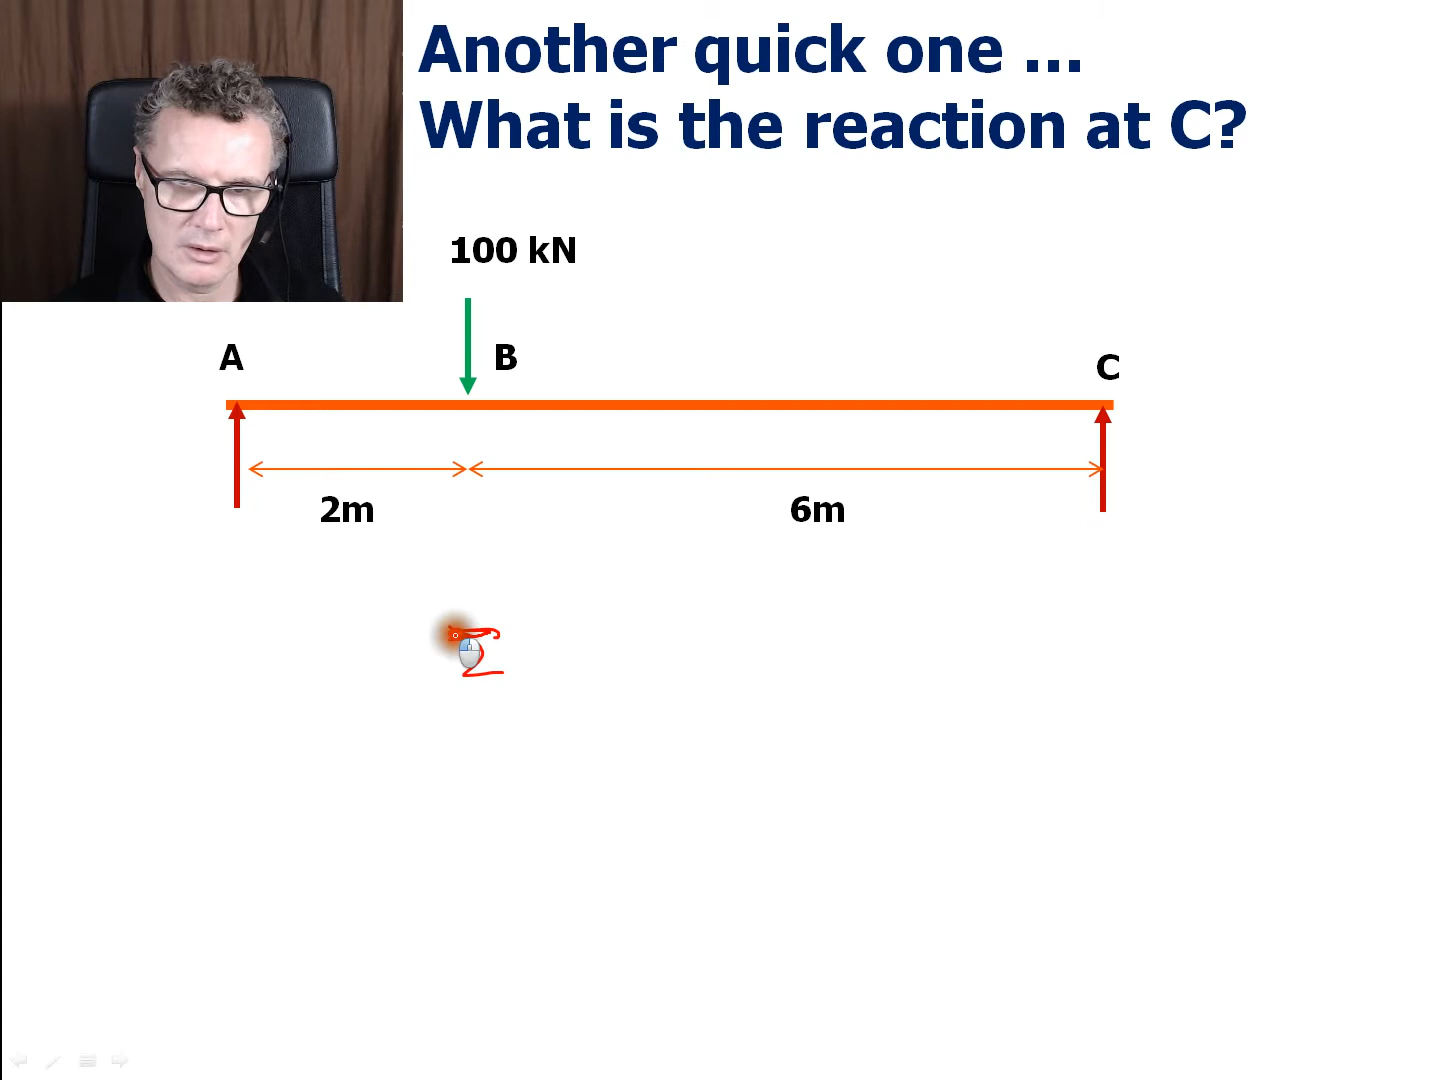 Another quick one ...
What is the reaction at C?
100 kN
A
B
C
2m
6m
Σ